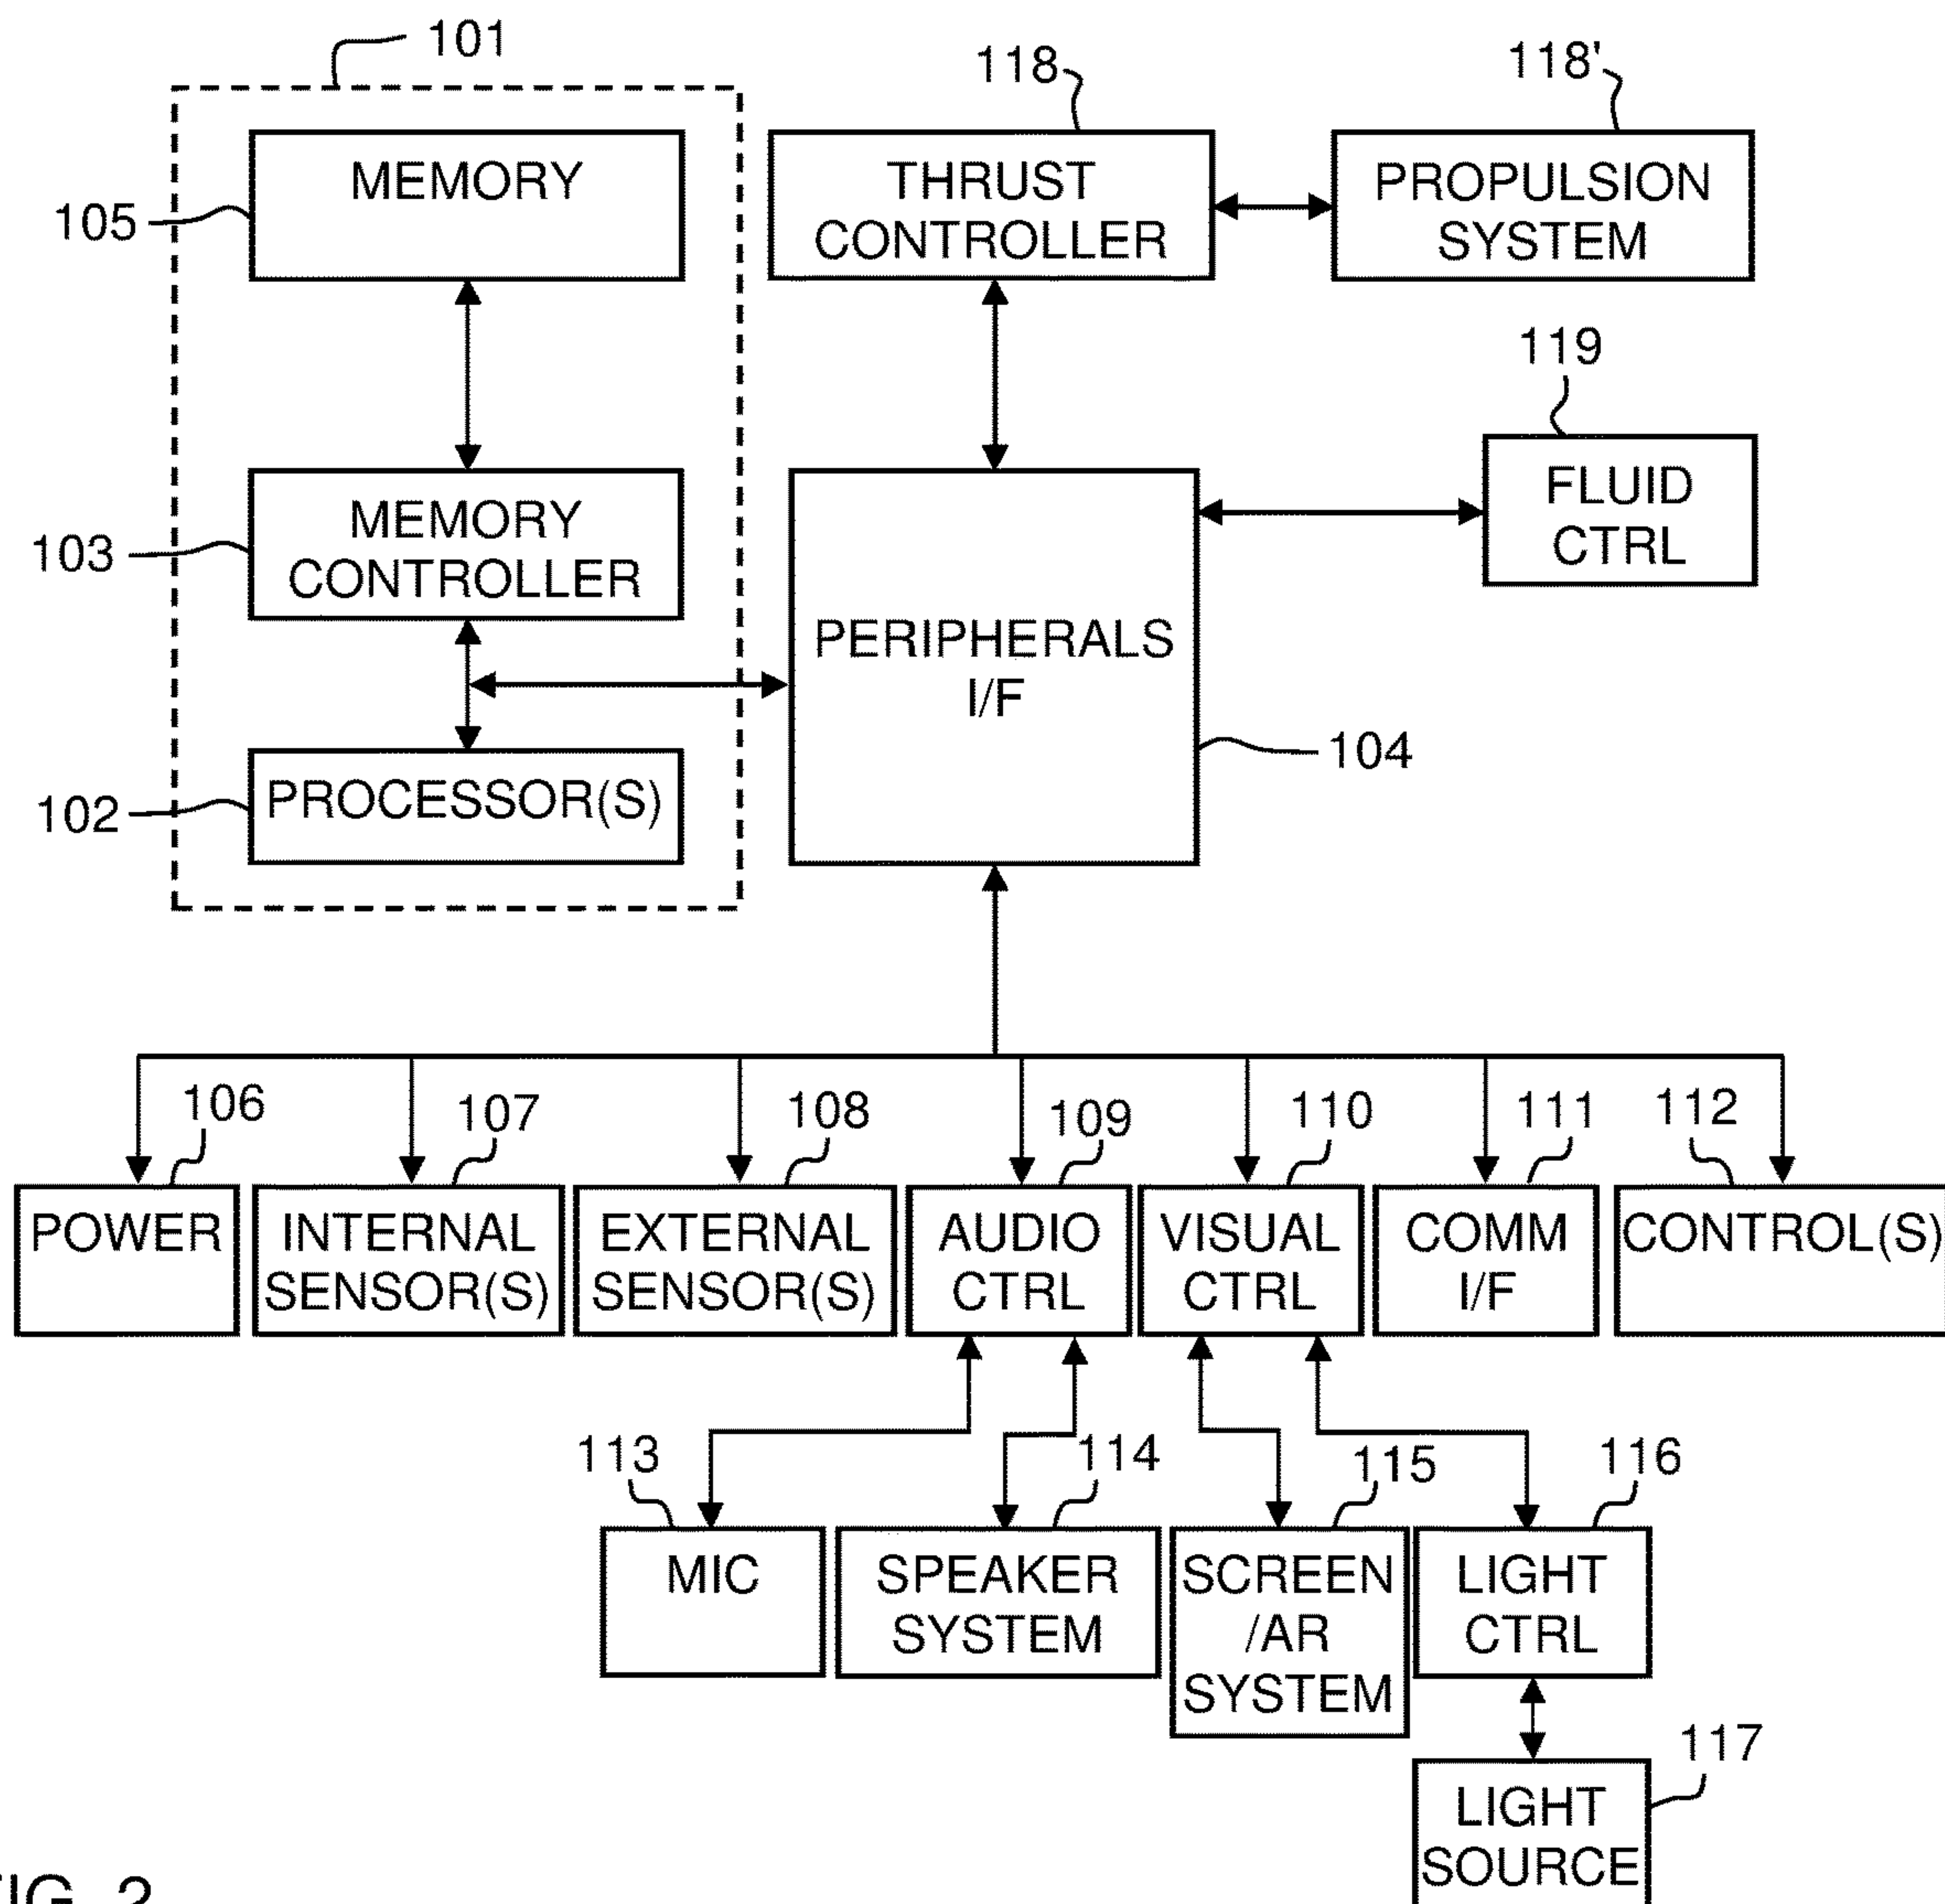 101
118
118'
MEMORY
THRUST
CONTROLLER
PROPULSION
SYSTEM
105
119
MEMORY
CONTROLLER
103
FLUID
CTRL
PERIPHERALS
I/F
104
PROCESSOR(S)
102
106
107
108
109
110
111
112
POWER
INTERNAL
SENSOR(S)
EXTERNAL
SENSOR(S)
AUDIO
CTRL
VISUAL
CTRL
COMM
I/F
CONTROL(S)
113
114
115
116
MIC
SPEAKER
SYSTEM
SCREEN
/AR
SYSTEM
LIGHT
CTRL
117
LIGHT
SOURCE
FIG. 2